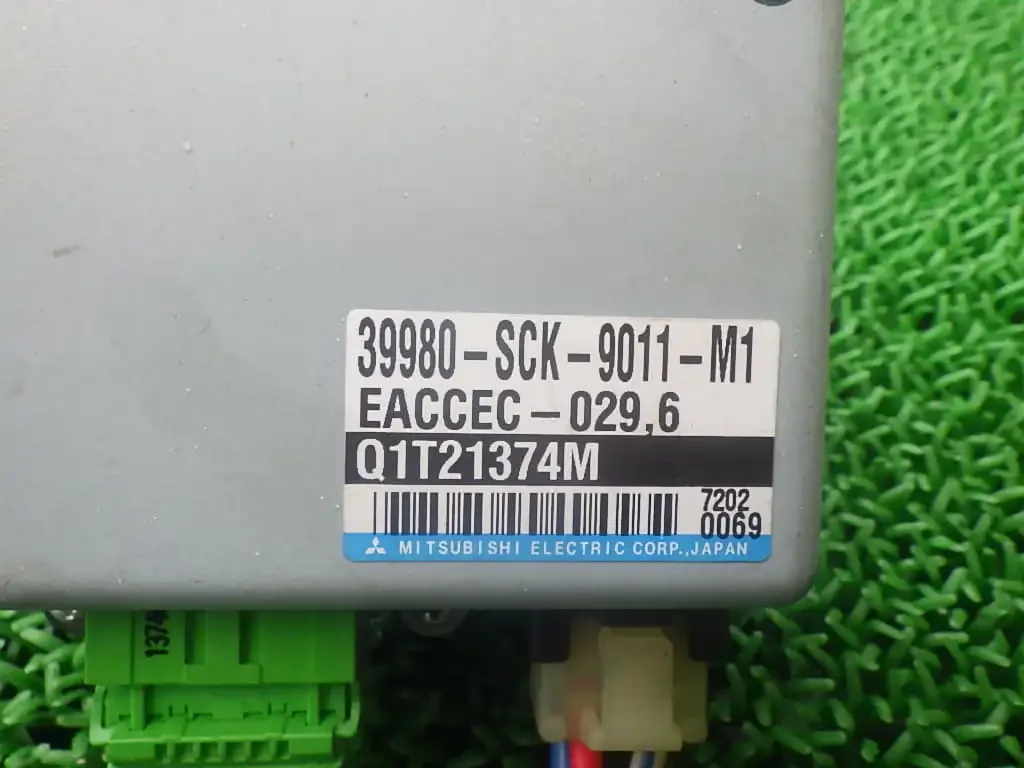 39980-SCK-9011-M1
EACCEC-029,6
Q1T21374M
7202
0069
MITSUBISHI ELECTRIC CORP.,JAPAN